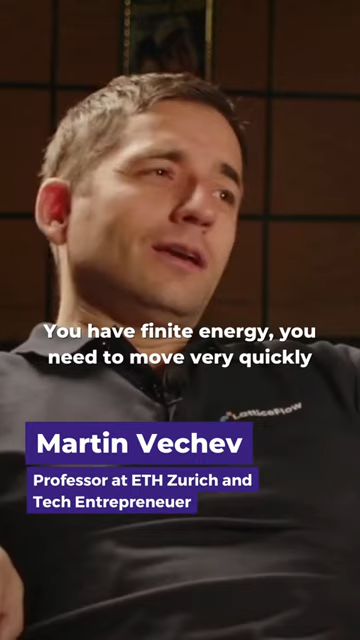 You have finite energy, you
need to move very quickly
LatticeFlow
Martin Vechev
Professor at ETH Zurich and
Tech Entrepreneuer